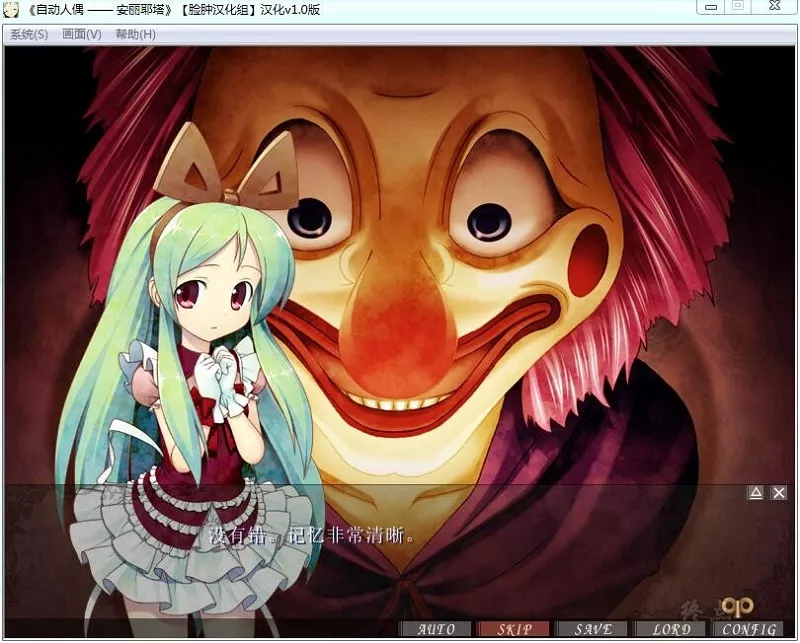 《自动人偶 —— 安丽耶塔》【脸肿汉化组】汉化v1.0版
系统(S) 画面(V) 帮助(H)
没有错。记忆非常清晰。
AUTO SKIP SAVE LORD CONFIG